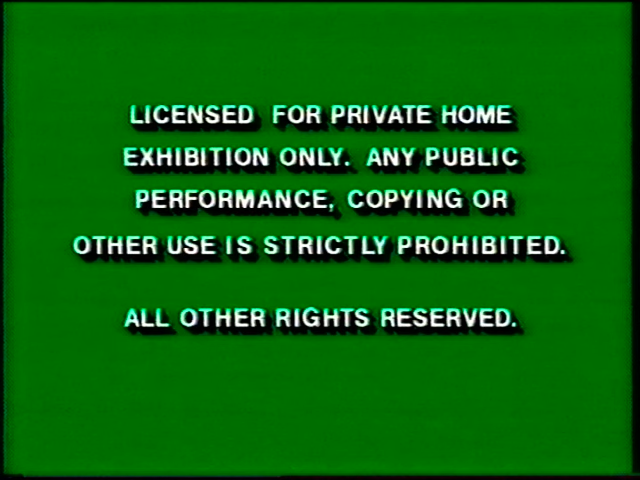 LICENSED FOR PRIVATE HOME
EXHIBITION ONLY. ANY PUBLIC
PERFORMANCE, COPYING OR
OTHER USE IS STRICTLY PROHIBITED.
ALL OTHER RIGHTS RESERVED.